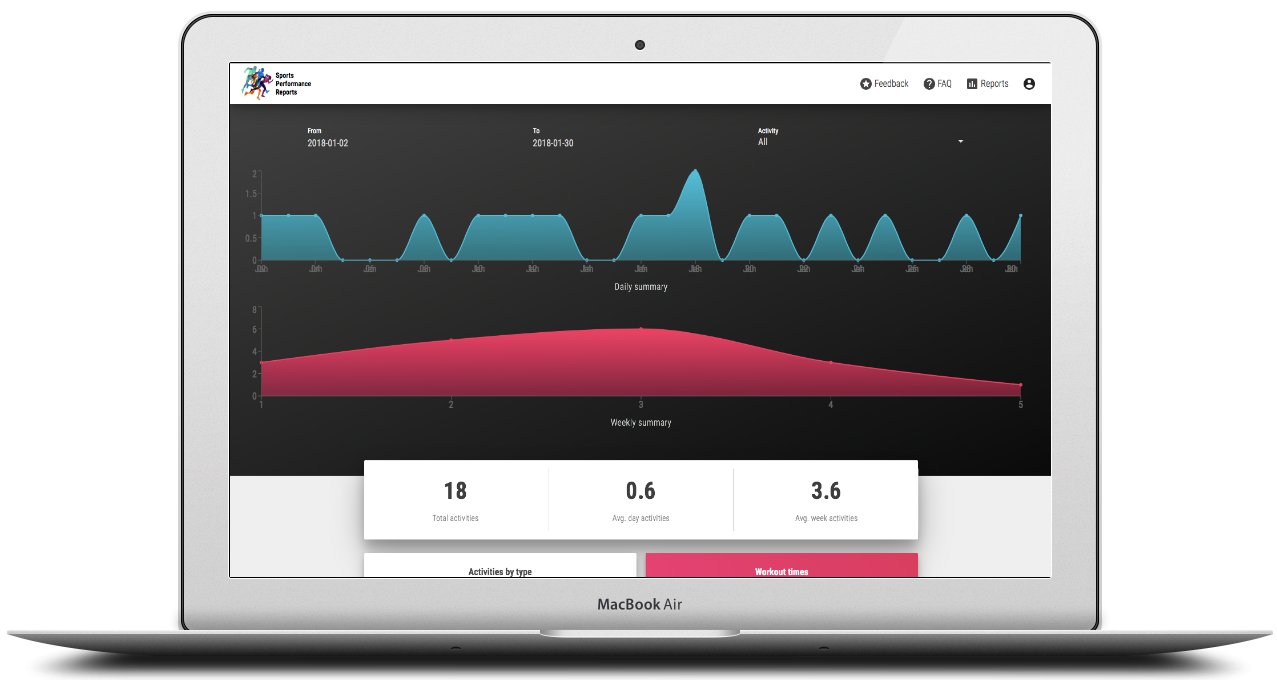 Sports
Performance
Reports
Feedback
FAQ
Reports
From
To
Activity
2018-01-02
2018-01-30
All
2
1.5
1
0.5
0
Daily summary
8
6
4
2
0
1
2
3
4
5
Weekly summary
18
0.6
3.6
Total activities
Avg. day activities
Avg. week activities
Activities by type
Workout times
MacBook Air